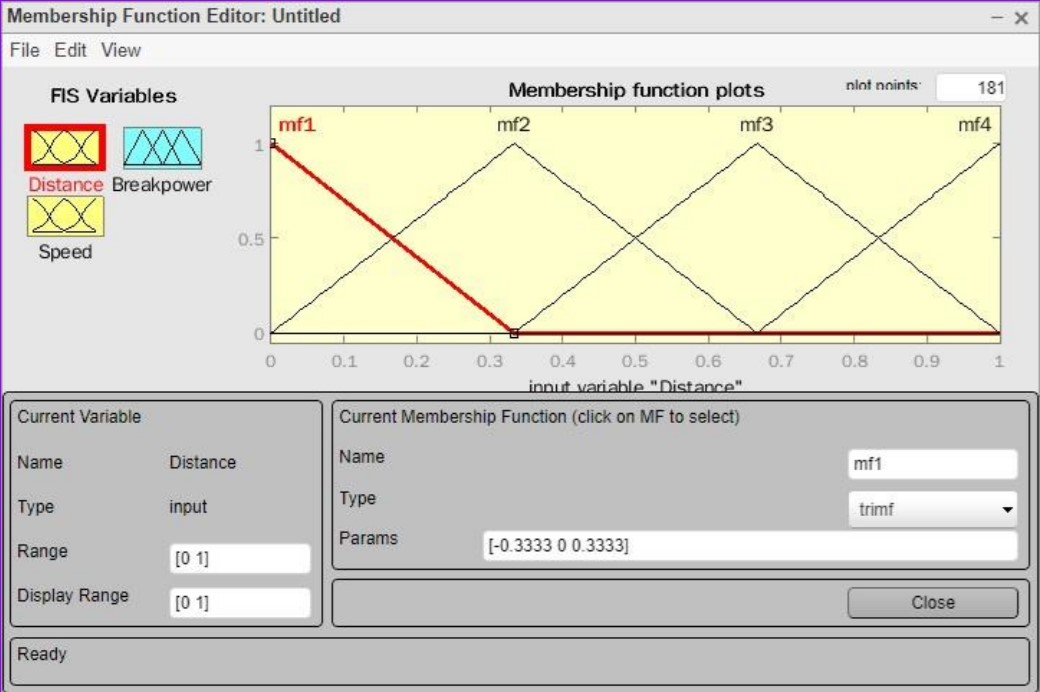 Membership Function Editor: Untitled
File Edit View
FIS Variables
Membership function plots
plot points:
181
mf1
mf2
mf3
mf4
Distance
Breakpower
Speed
1
0.5
0
0 0.1 0.2 0.3 0.4 0.5 0.6 0.7 0.8 0.9 1
input variable "Distance"
Current Variable
Name Distance
Type input
Range [0 1]
Display Range [0 1]
Current Membership Function (click on MF to select)
Name mf1
Type trimf
Params [-0.3333 0 0.3333]
Close
Ready